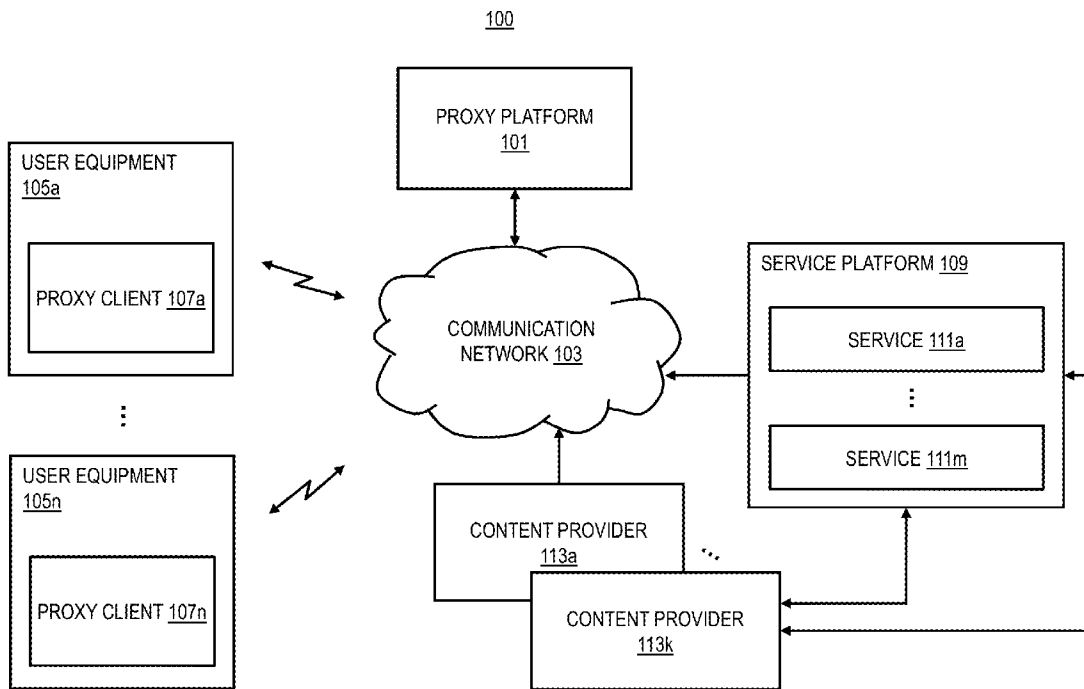 100
PROXY PLATFORM
101
USER EQUIPMENT
105a
PROXY CLIENT 107a
...
USER EQUIPMENT
105n
PROXY CLIENT 107n
COMMUNICATION
NETWORK 103
SERVICE PLATFORM 109
SERVICE 111a
...
SERVICE 111m
CONTENT PROVIDER
113a
...
CONTENT PROVIDER
113k